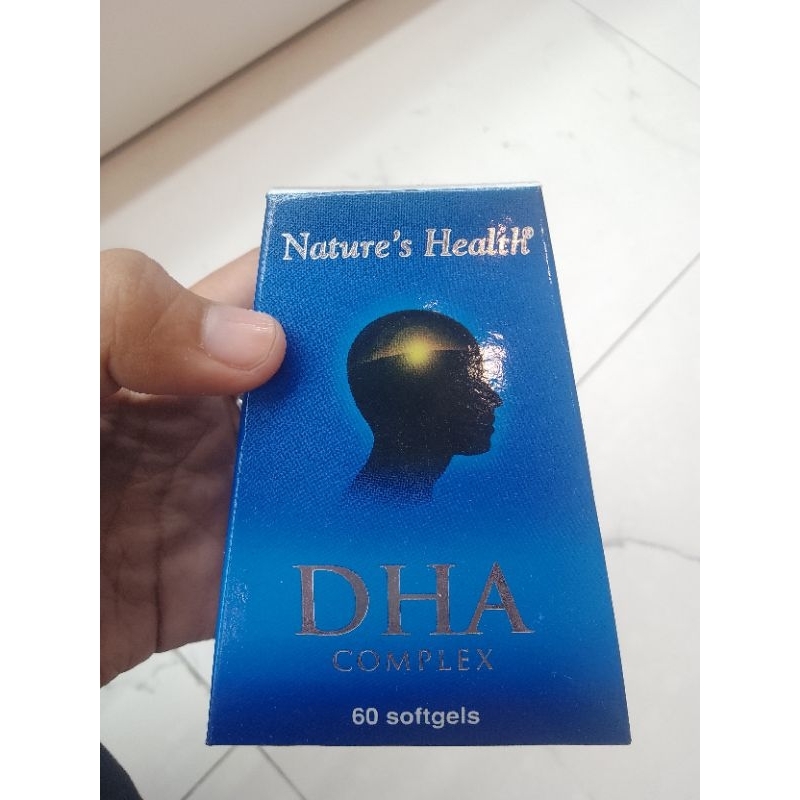 Nature's Health®
DHA
COMPLEX
60 softgels